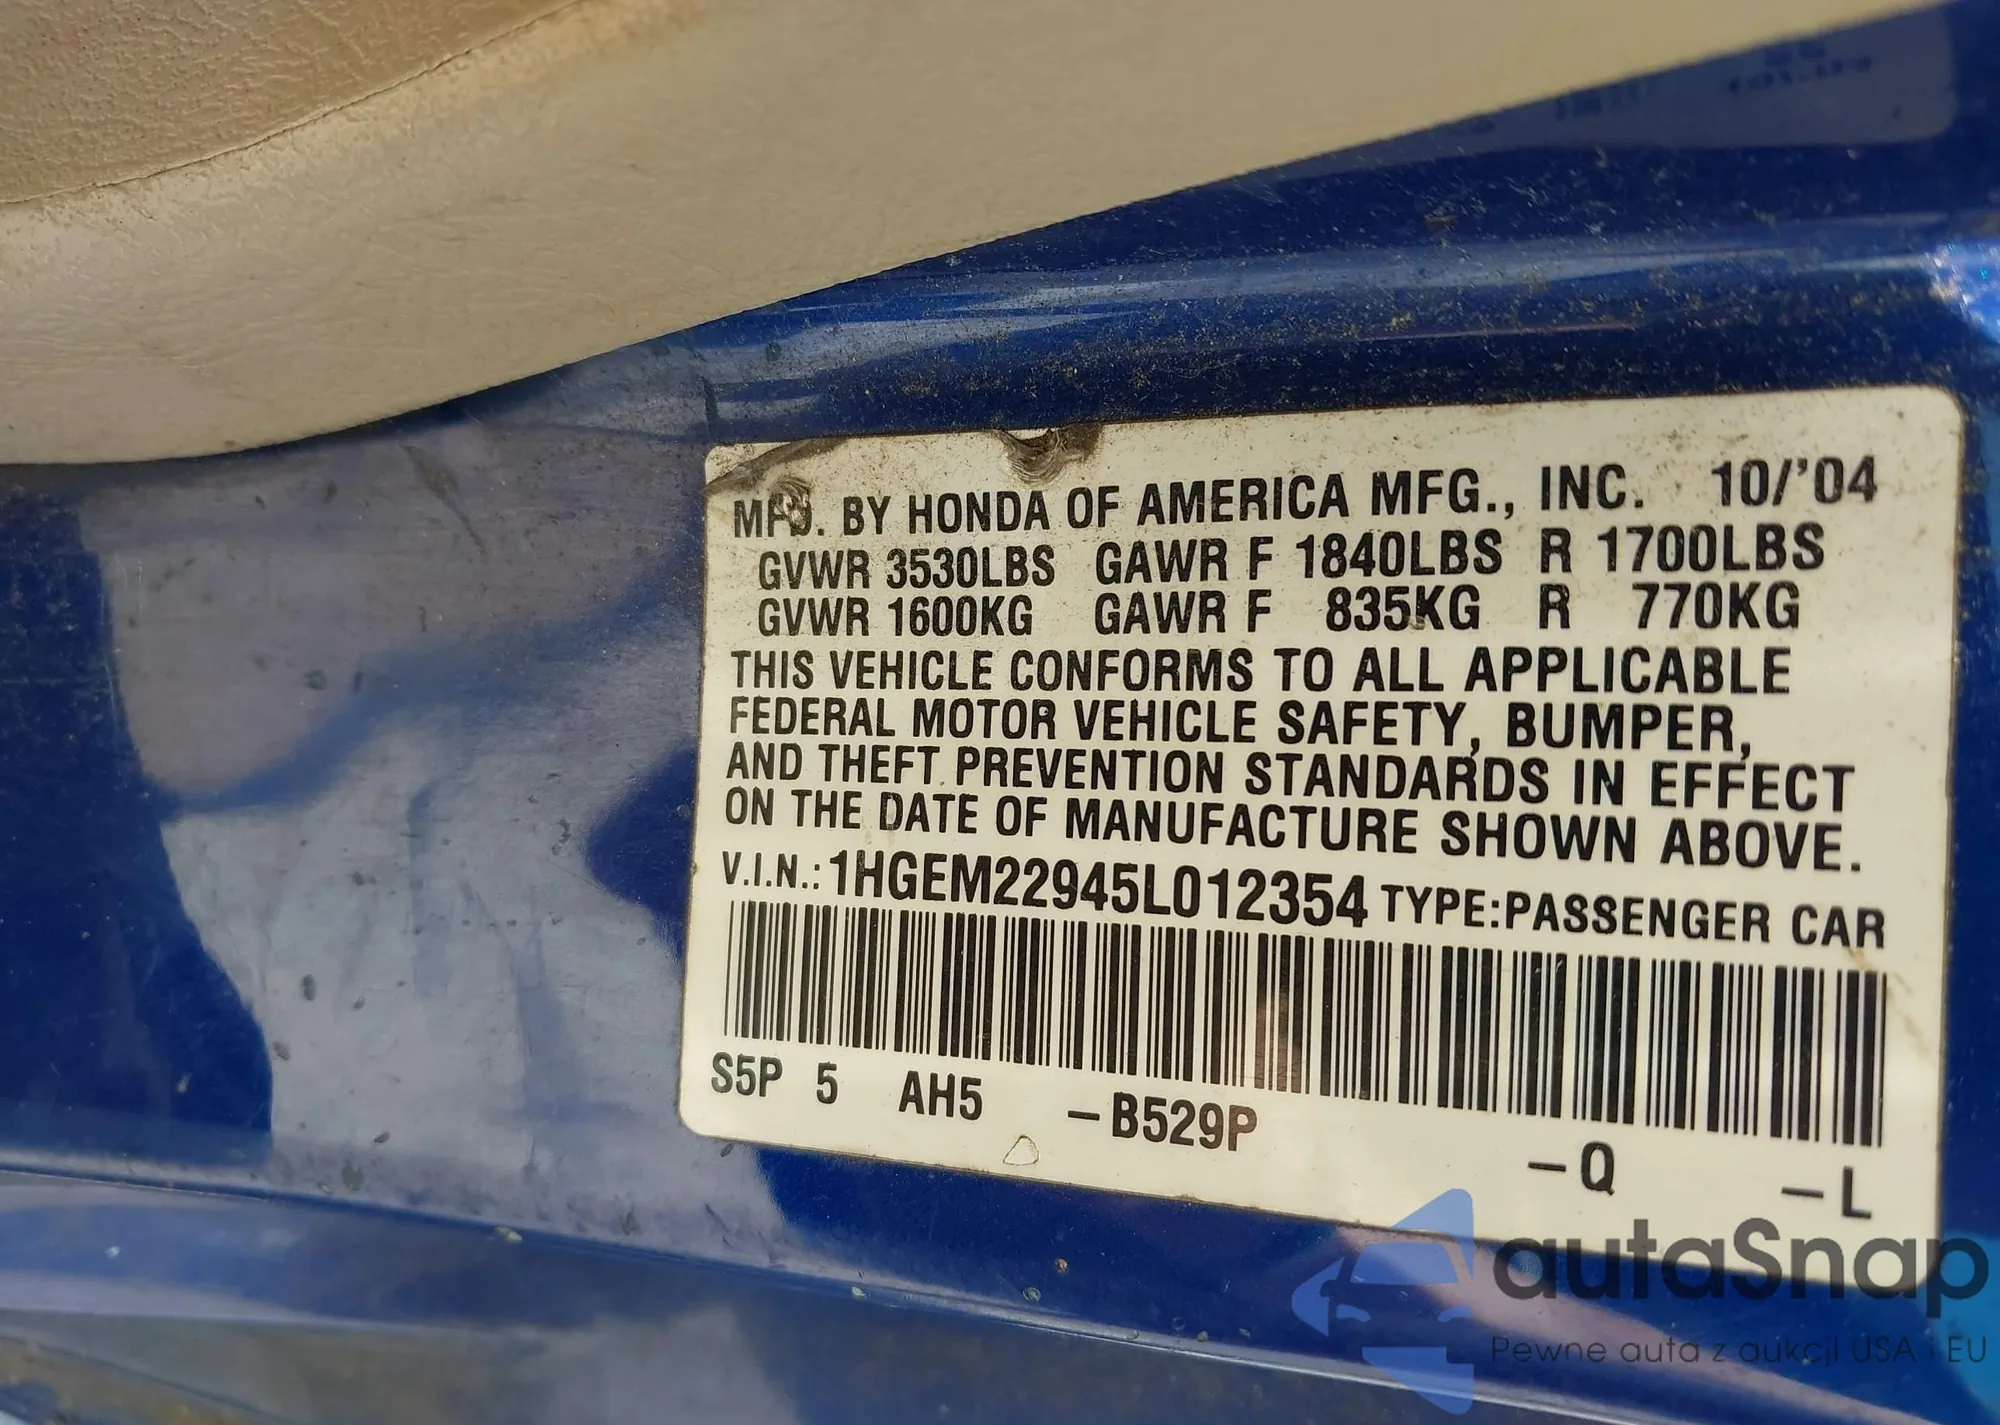 MFD. BY HONDA OF AMERICA MFG., INC. 10/'04
GVWR 3530LBS GAWR F 1840LBS R 1700LBS
GVWR 1600KG GAWR F 835KG R 770KG
THIS VEHICLE CONFORMS TO ALL APPLICABLE
FEDERAL MOTOR VEHICLE SAFETY, BUMPER,
AND THEFT PREVENTION STANDARDS IN EFFECT
ON THE DATE OF MANUFACTURE SHOWN ABOVE.
V.I.N.: 1HGEM22945L012354 TYPE:PASSENGER CAR
S5P 5 AH5 -B529P -Q -L
autaSnap
Pewne auta z aukcji USA i EU